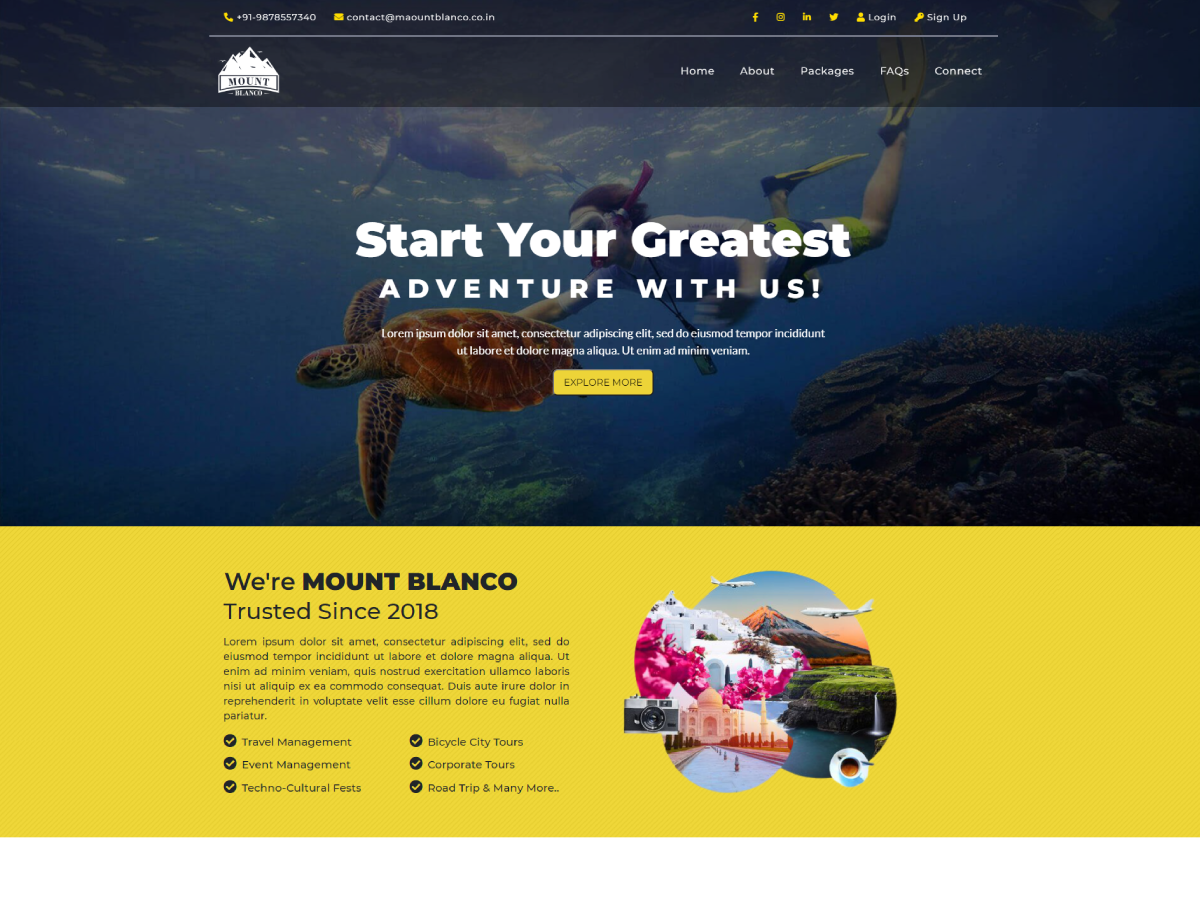 +91-9878557340 contact@maountblanco.co.in Login Sign Up
MOUNT
BLANCO
Home About Packages FAQs Connect
Start Your Greatest
ADVENTURE WITH US!
Lorem ipsum dolor sit amet, consectetur adipiscing elit, sed do eiusmod tempor incididunt
ut labore et dolore magna aliqua. Ut enim ad minim veniam.
EXPLORE MORE
We're MOUNT BLANCO
Trusted Since 2018
Lorem ipsum dolor sit amet, consectetur adipiscing elit, sed do
eiusmod tempor incididunt ut labore et dolore magna aliqua. Ut
enim ad minim veniam, quis nostrud exercitation ullamco laboris
nisi ut aliquip ex ea commodo consequat. Duis aute irure dolor in
reprehenderit in voluptate velit esse cillum dolore eu fugiat nulla
pariatur.
Travel Management
Event Management
Techno-Cultural Fests
Bicycle City Tours
Corporate Tours
Road Trip & Many More..